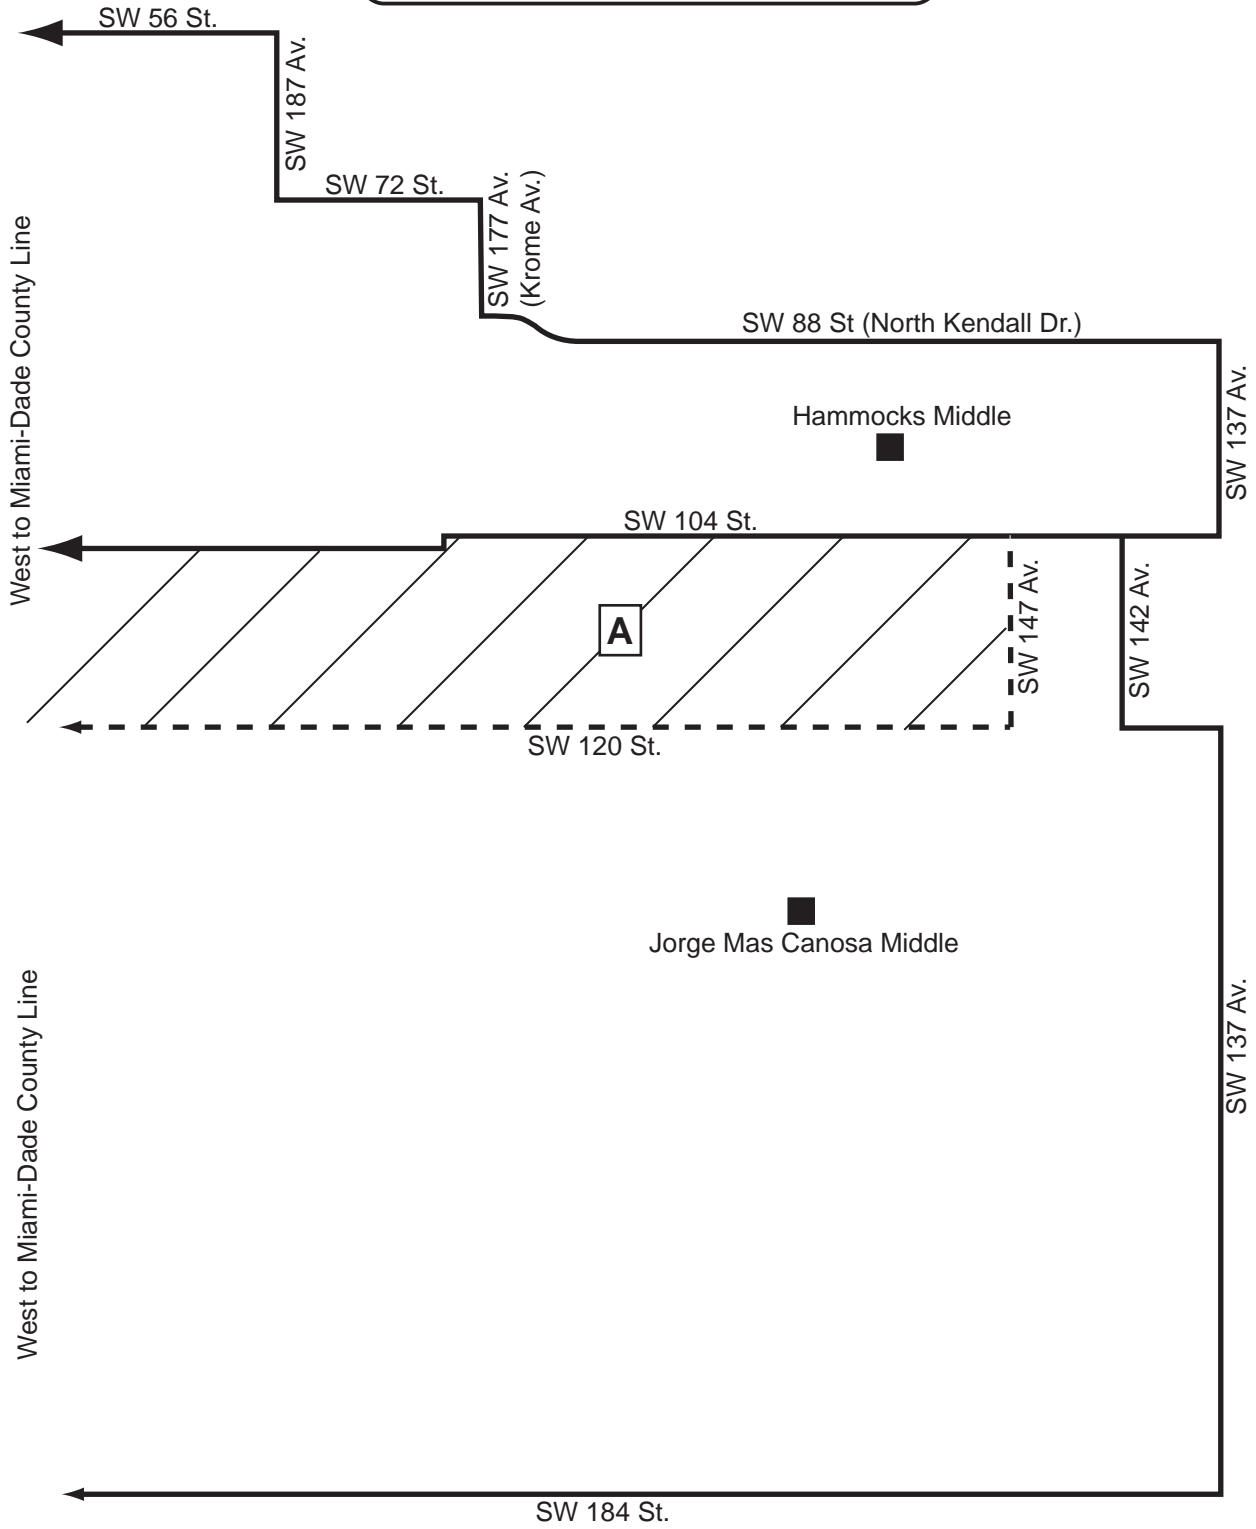 SW 56 St.
SW 187 Av.
SW 72 St.
SW 177 Av.
(Krome Av.)
SW 88 St (North Kendall Dr.)
West to Miami-Dade County Line
SW 137 Av.
Hammocks Middle
SW 104 St.
A
SW 147 Av.
SW 142 Av.
SW 120 St.
Jorge Mas Canosa Middle
West to Miami-Dade County Line
SW 137 Av.
SW 184 St.